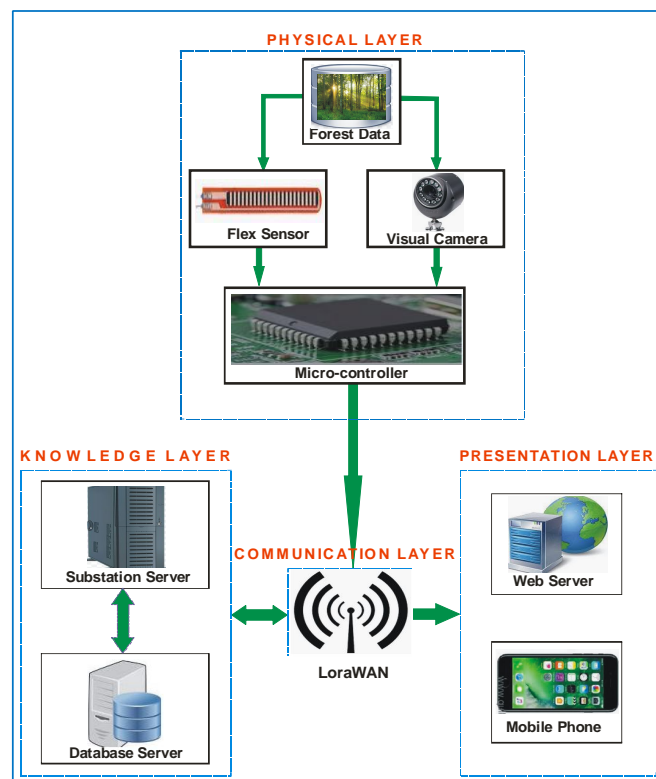 PHYSICAL LAYER
Forest Data
Flex Sensor
Visual Camera
Micro-controller
KNOWLEDGE LAYER
PRESENTATION LAYER
Substation Server
COMMUNICATION LAYER
Web Server
LoraWAN
Database Server
Mobile Phone